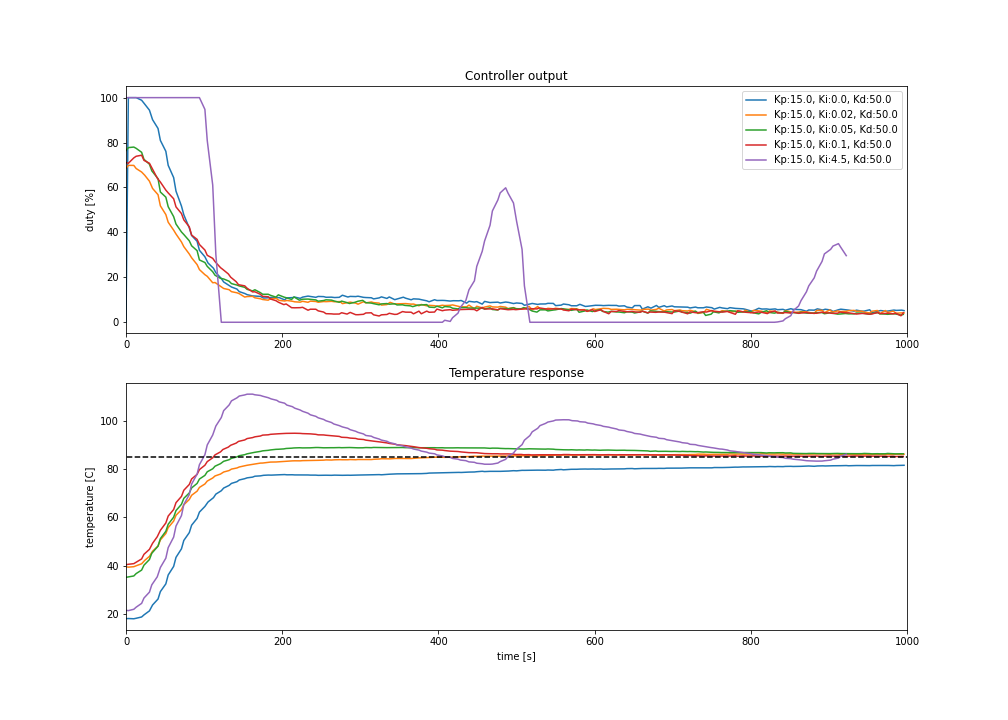 Controller output
100
80
60
40
20
0
duty [%]
Kp:15.0, Ki:0.0, Kd:50.0
Kp:15.0, Ki:0.02, Kd:50.0
Kp:15.0, Ki:0.05, Kd:50.0
Kp:15.0, Ki:0.1, Kd:50.0
Kp:15.0, Ki:4.5, Kd:50.0
0 200 400 600 800 1000
Temperature response
100
80
60
40
20
temperature [C]
0 200 400 600 800 1000
time [s]